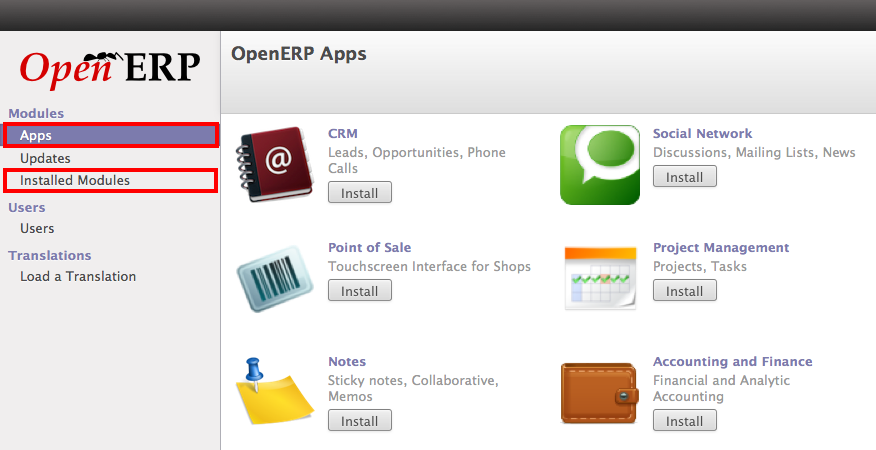 Open ERP
Modules
Apps
Updates
Installed Modules
Users
Users
Translations
Load a Translation
OpenERP Apps
@
CRM
Leads, Opportunities, Phone
Calls
Install
Social Network
Discussions, Mailing Lists, News
Install
Point of Sale
Touchscreen Interface for Shops
Install
Project Management
Projects, Tasks
Install
Notes
Sticky notes, Collaborative,
Memos
Install
Accounting and Finance
Financial and Analytic
Accounting
Install